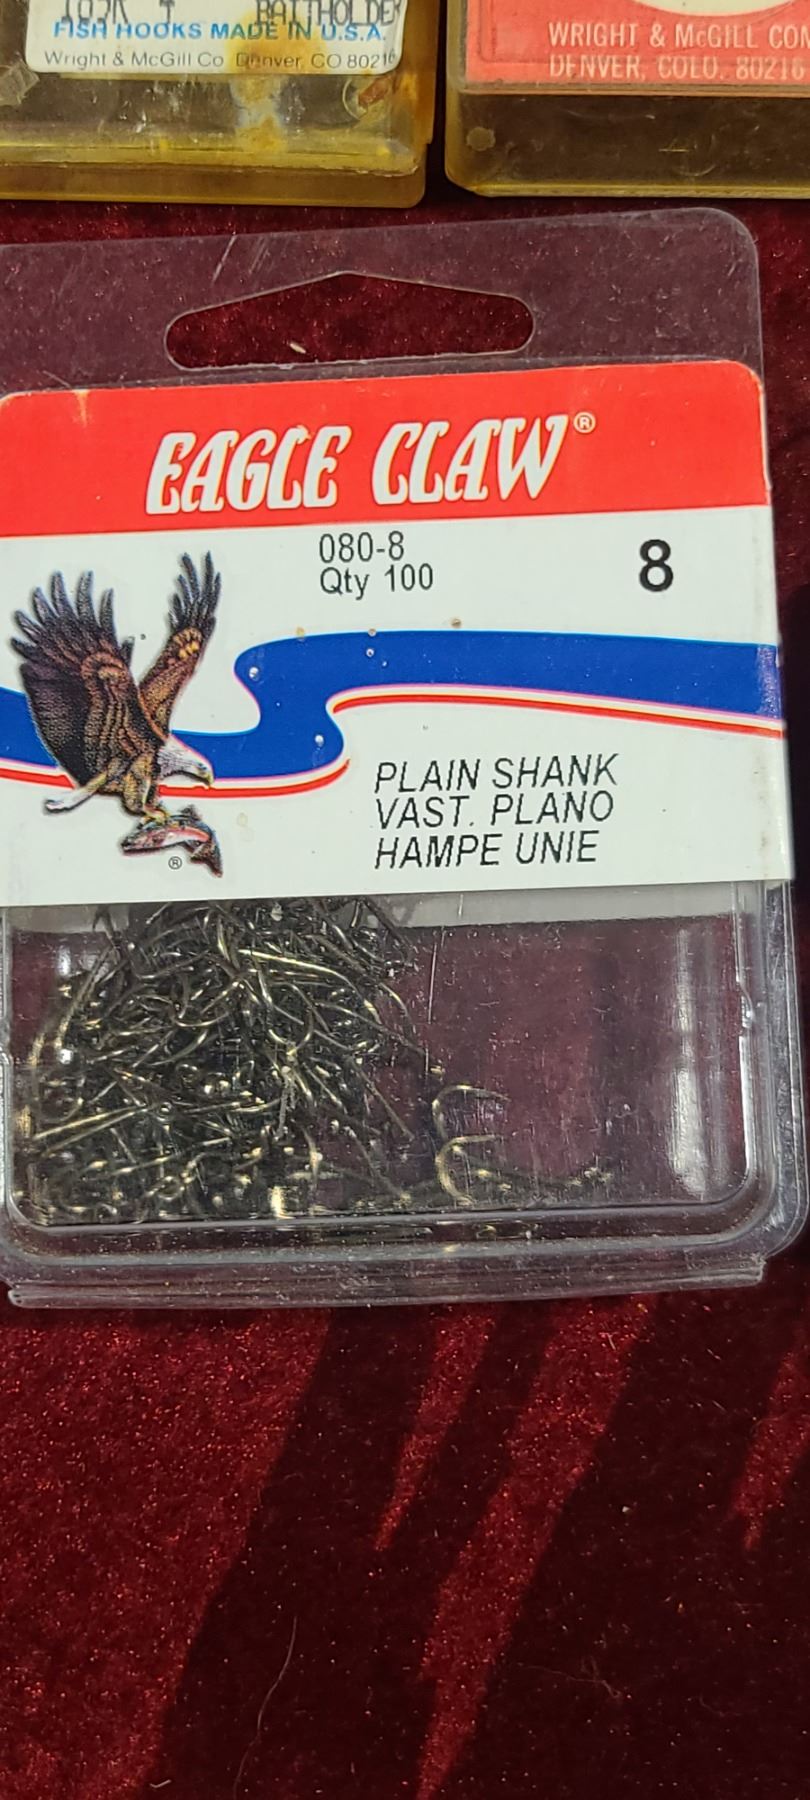 BAITHOLDER
FISH HOOKS MADE IN U.S.A.
Wright & McGill Co Denver, CO 80216
WRIGHT & McGILL COM
DENVER, COLO. 80216
EAGLE CLAW®
080-8
Qty 100
8
PLAIN SHANK
VAST. PLANO
HAMPE UNIE
®